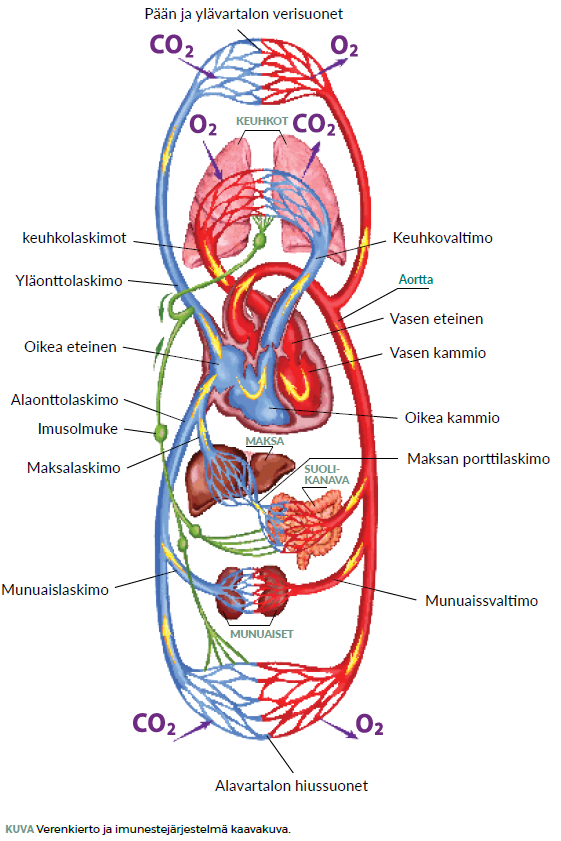 Pään ja ylävartalon verisuonet
CO2
O2
O2
KEUHKOT
CO2
keuhkolaskimot
Keuhkovaltimo
Yläonttolaskimo
Aortta
Vasen eteinen
Oikea eteinen
Vasen kammio
Alaonttolaskimo
Oikea kammio
Imusolmuke
MAKSA
Maksalaskimo
Maksan porttilaskimo
SUOLI-
KANAVA
Munuaislaskimo
Munuaissvaltimo
MUNUAISET
CO2
O2
Alavartalon hiussuonet
KUVA Verenkierto ja imunestejärjestelmä kaavakuva.